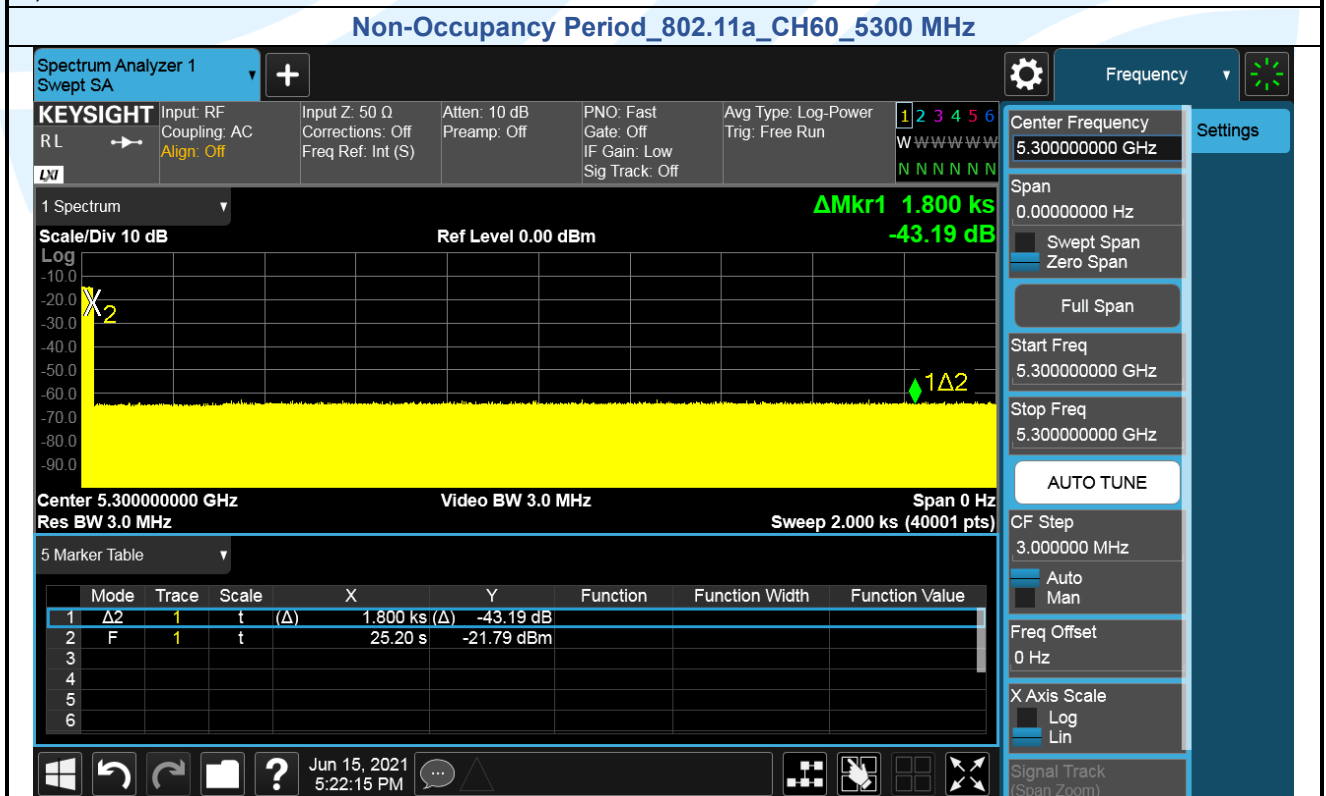 Non-Occupancy Period_802.11a_CH60_5300 MHz
Spectrum Analyzer 1
Swept SA
Frequency
KEYSIGHT
R L
LXI
Input: RF
Coupling: AC
Align: Off
Input Z: 50 Ω
Corrections: Off
Freq Ref: Int (S)
Atten: 10 dB
Preamp: Off
PNO: Fast
Gate: Off
IF Gain: Low
Sig Track: Off
Avg Type: Log-Power
Trig: Free Run
1 2 3 4 5 6
W W W W W W
N N N N N N
Center Frequency
5.300000000 GHz
Settings
Span
0.00000000 Hz
Swept Span
Zero Span
Full Span
Start Freq
5.300000000 GHz
Stop Freq
5.300000000 GHz
AUTO TUNE
CF Step
3.000000 MHz
Auto
Man
Freq Offset
0 Hz
X Axis Scale
Log
Lin
Signal Track
(Span Zoom)
1 Spectrum
ΔMkr1 1.800 ks
-43.19 dB
Scale/Div 10 dB
Ref Level 0.00 dBm
Log
-10.0
-20.0
-30.0
-40.0
-50.0
-60.0
-70.0
-80.0
-90.0
X2
1Δ2
Center 5.300000000 GHz
Video BW 3.0 MHz
Span 0 Hz
Res BW 3.0 MHz
Sweep 2.000 ks (40001 pts)
5 Marker Table
Mode Trace Scale X Y Function Function Width Function Value
1 Δ2 1 t (Δ) 1.800 ks (Δ) -43.19 dB
2 F 1 t 25.20 s -21.79 dBm
3
4
5
6
Jun 15, 2021
5:22:15 PM